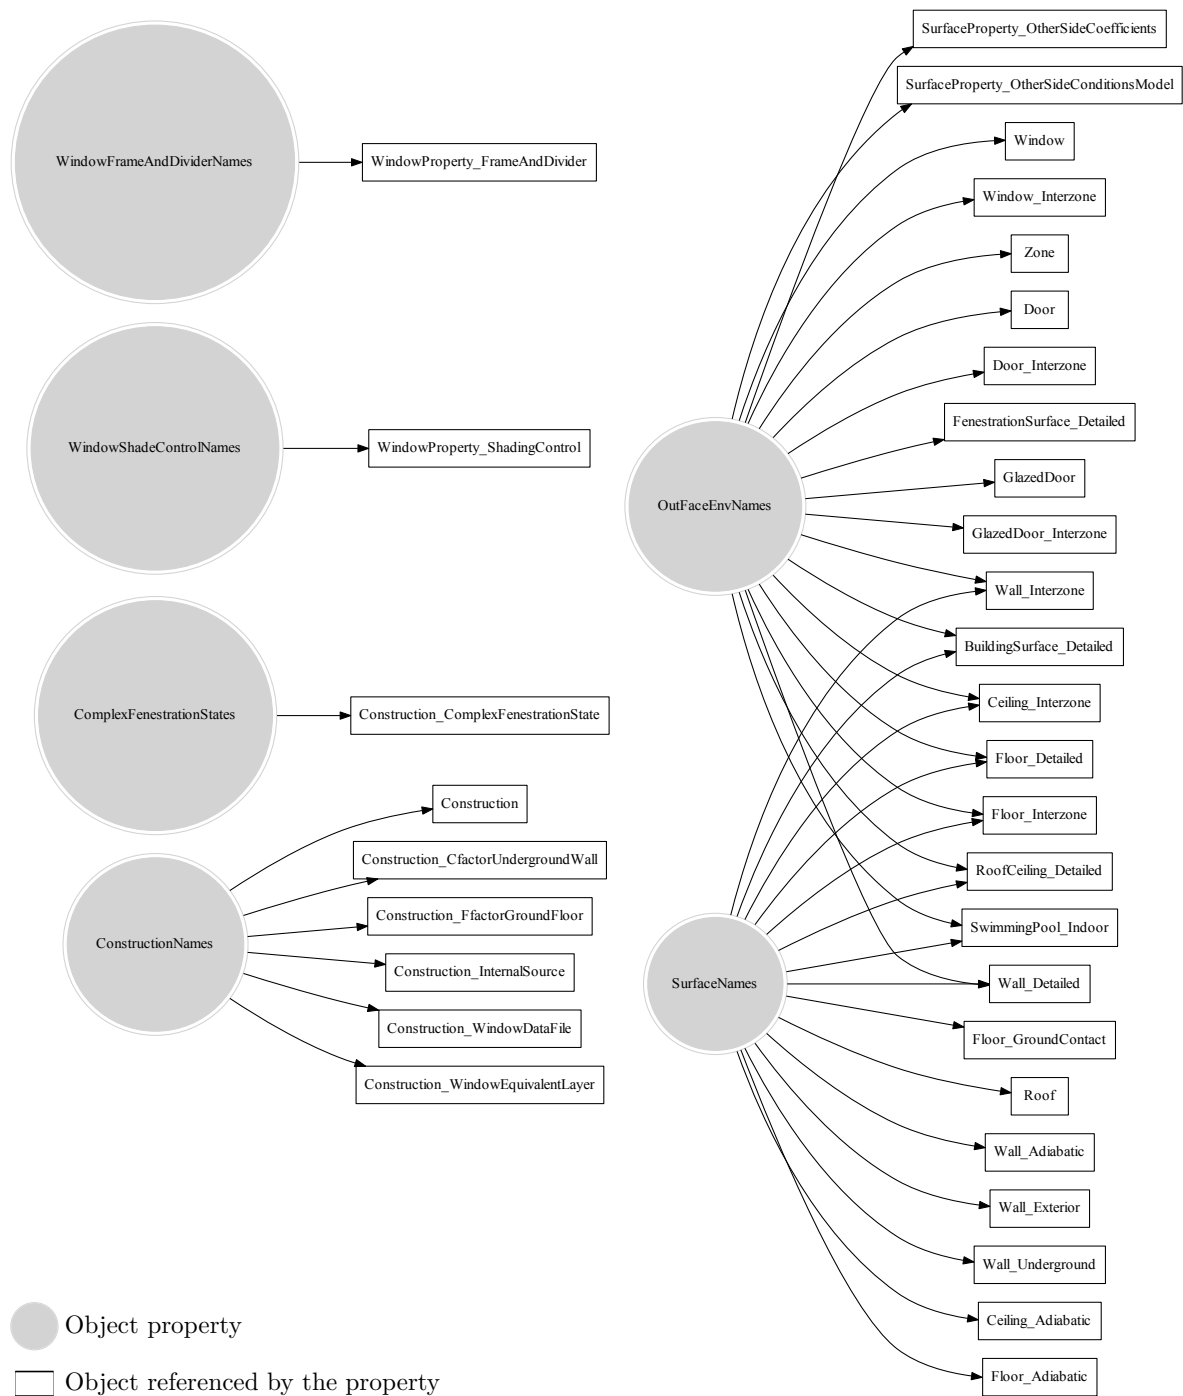 WindowFrameAndDividerNames
WindowProperty_FrameAndDivider
WindowShadeControlNames
WindowProperty_ShadingControl
ComplexFenestrationStates
Construction_ComplexFenestrationState
ConstructionNames
Construction
Construction_CfactorUndergroundWall
Construction_FfactorGroundFloor
Construction_InternalSource
Construction_WindowDataFile
Construction_WindowEquivalentLayer
OutFaceEnvNames
SurfaceNames
SurfaceProperty_OtherSideCoefficients
SurfaceProperty_OtherSideConditionsModel
Window
Window_Interzone
Zone
Door
Door_Interzone
FenestrationSurface_Detailed
GlazedDoor
GlazedDoor_Interzone
Wall_Interzone
BuildingSurface_Detailed
Ceiling_Interzone
Floor_Detailed
Floor_Interzone
RoofCeiling_Detailed
SwimmingPool_Indoor
Wall_Detailed
Floor_GroundContact
Roof
Wall_Adiabatic
Wall_Exterior
Wall_Underground
Ceiling_Adiabatic
Floor_Adiabatic
Object property
Object referenced by the property